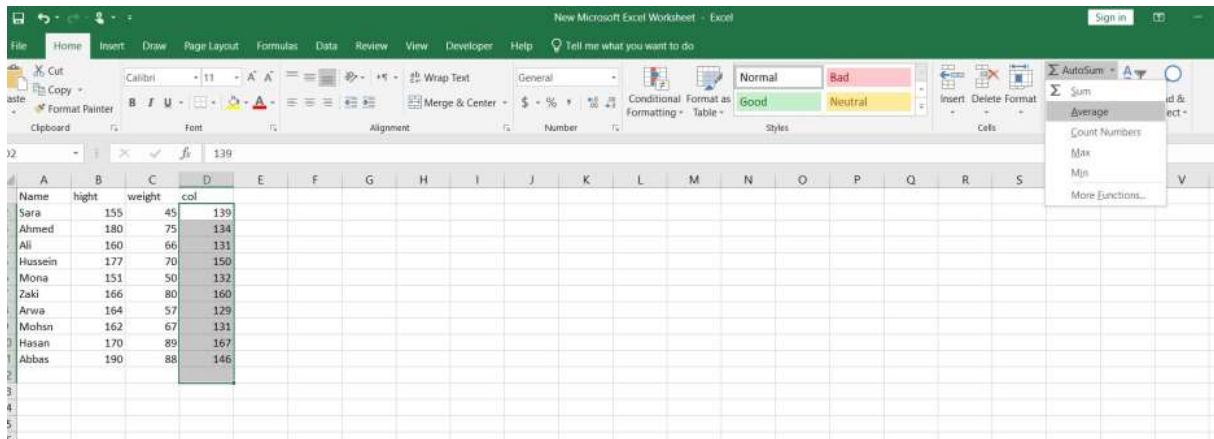 New Microsoft Excel Worksheet - Excel Sign in
File Home Insert Draw Page Layout Formulas Data Review View Developer Help Tell me what you want to do
Cut Calibri 11 A A Wrap Text General Normal Bad AutoSum
Copy Σ Sum
Format Painter B I U A Merge & Center $ % , Conditional Format as Good Neutral Insert Delete Format Average
Formatting Table
Clipboard Font Alignment Number Styles Cells Count Numbers
fx 139 Max
Min
A B C D E F G H I J K L M N O P Q R S V
More Functions...
Name hight weight col
Sara 155 45 139
Ahmed 180 75 134
Ali 160 66 131
Hussein 177 70 150
Mona 151 50 132
Zaki 166 80 160
Arwa 164 57 129
Mohsn 162 67 131
Hasan 170 89 167
Abbas 190 88 146